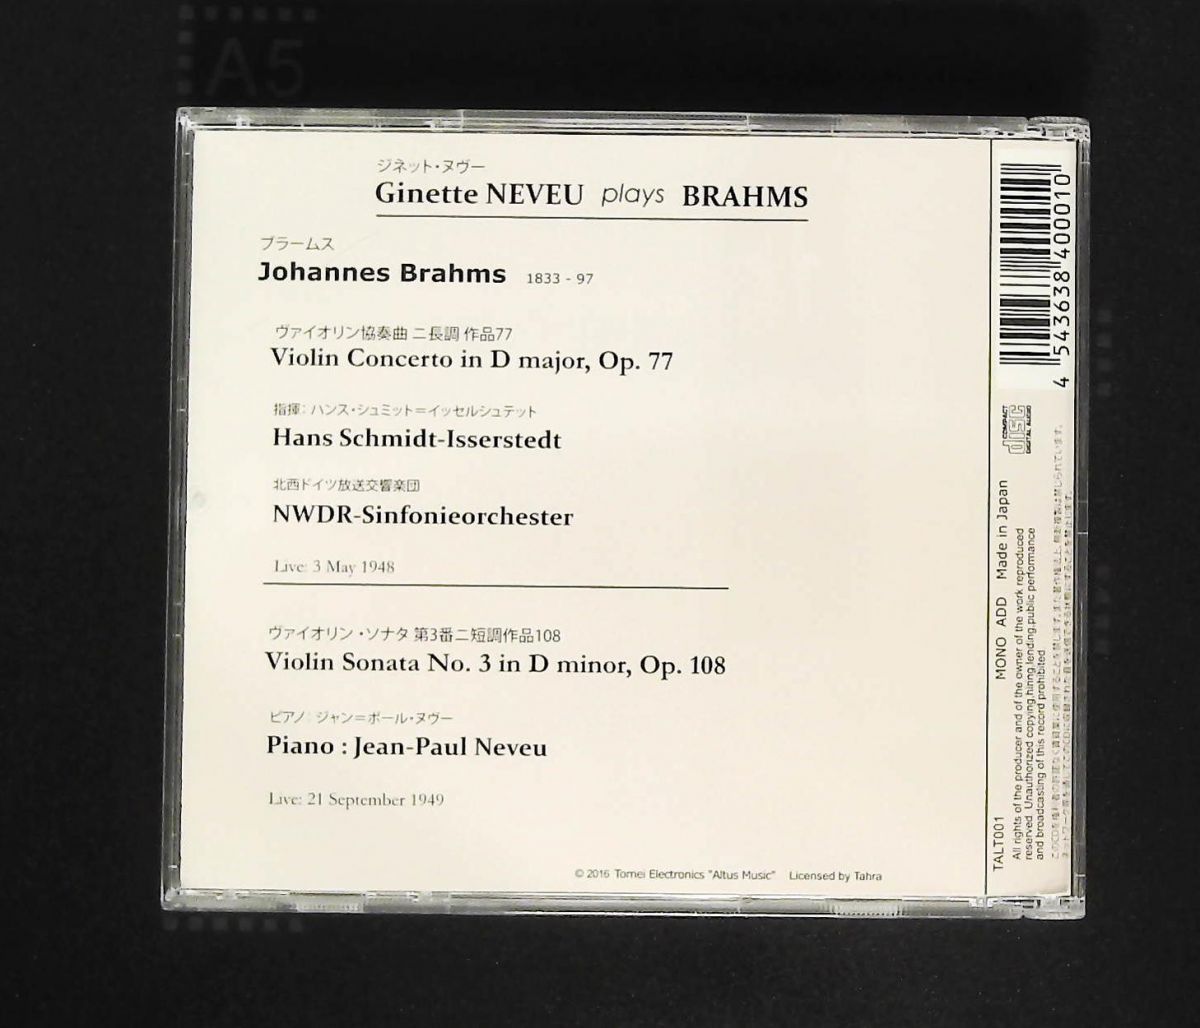 A5
ジネット・ヌヴー
Ginette NEVEU plays BRAHMS
ブラームス
Johannes Brahms 1833 - 97
ヴァイオリン協奏曲 ニ長調 作品77
Violin Concerto in D major, Op. 77
指揮: ハンス・シュミット=イッセルシュテット
Hans Schmidt-Isserstedt
北西ドイツ放送交響楽団
NWDR-Sinfonieorchester
Live: 3 May 1948
ヴァイオリン・ソナタ 第3番ニ短調作品108
Violin Sonata No. 3 in D minor, Op. 108
ピアノ: ジャン=ポール・ヌヴー
Piano : Jean-Paul Neveu
Live: 21 September 1949
© 2016 Tomei Electronics "Altus Music" Licensed by Tahra
4 543638 400010
COMPACT
disc
DIGITAL AUDIO
TALT001 MONO ADD Made in Japan
All rights of the producer and of the owner of the work reproduced
reserved. Unauthorized copying,hiring,lending,public performance
and broadcasting of this record prohibited